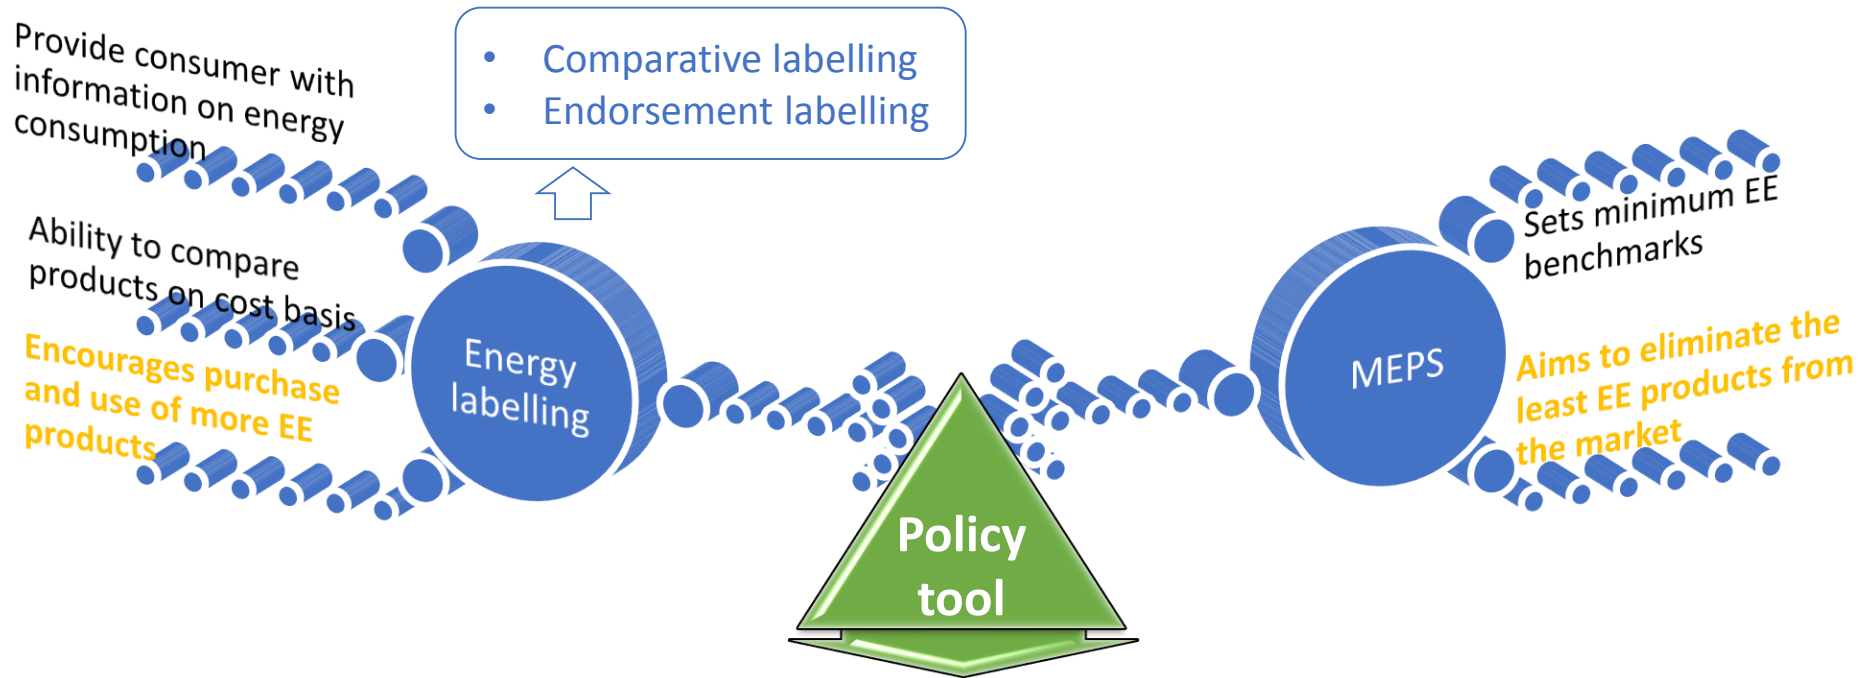 Provide consumer with
information on energy
consumption
• Comparative labelling
• Endorsement labelling
Ability to compare
products on cost basis
Encourages purchase
and use of more EE
products
Energy
labelling
Policy
tool
MEPS
Sets minimum EE
benchmarks
Aims to eliminate the
least EE products from
the market